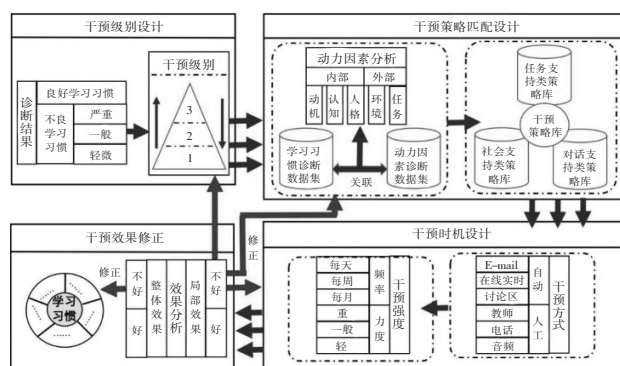 干预级别设计
诊断结果
良好学习习惯
不良
学习
习惯
严重
一般
轻微
干预级别
3
2
1
干预策略匹配设计
动力因素分析
内部
外部
动机
认知
人格
环境
任务
学习习
惯诊断
数据集
关联
动力因
素诊断
数据集
任务支
持类策
略库
干预
策略库
社会支
持类策
略库
对话支
持类策
略库
干预效果修正
学习
习惯
……
……
……
……
……
修正
不好
好
整体效果
效果分析
局部效果
不好
好
修正
干预时机设计
每天
每周
每月
重
一般
轻
频率
力度
干预强度
E-mail
在线实时
讨论区
教师
电话
音频
自动
人工
干预方式